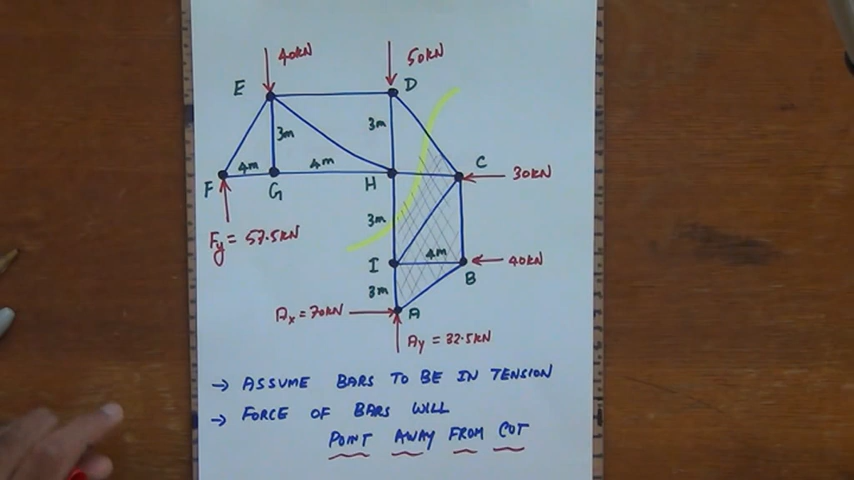 40KN
50KN
E
D
3m
3m
4m
4m
C
F
G
H
30KN
3m
Fy = 57.5KN
4m
I
40KN
B
3m
Ax = 70KN
A
Ay = 32.5KN
→ ASSUME BARS TO BE IN TENSION
→ FORCE OF BARS WILL
POINT AWAY FROM CUT